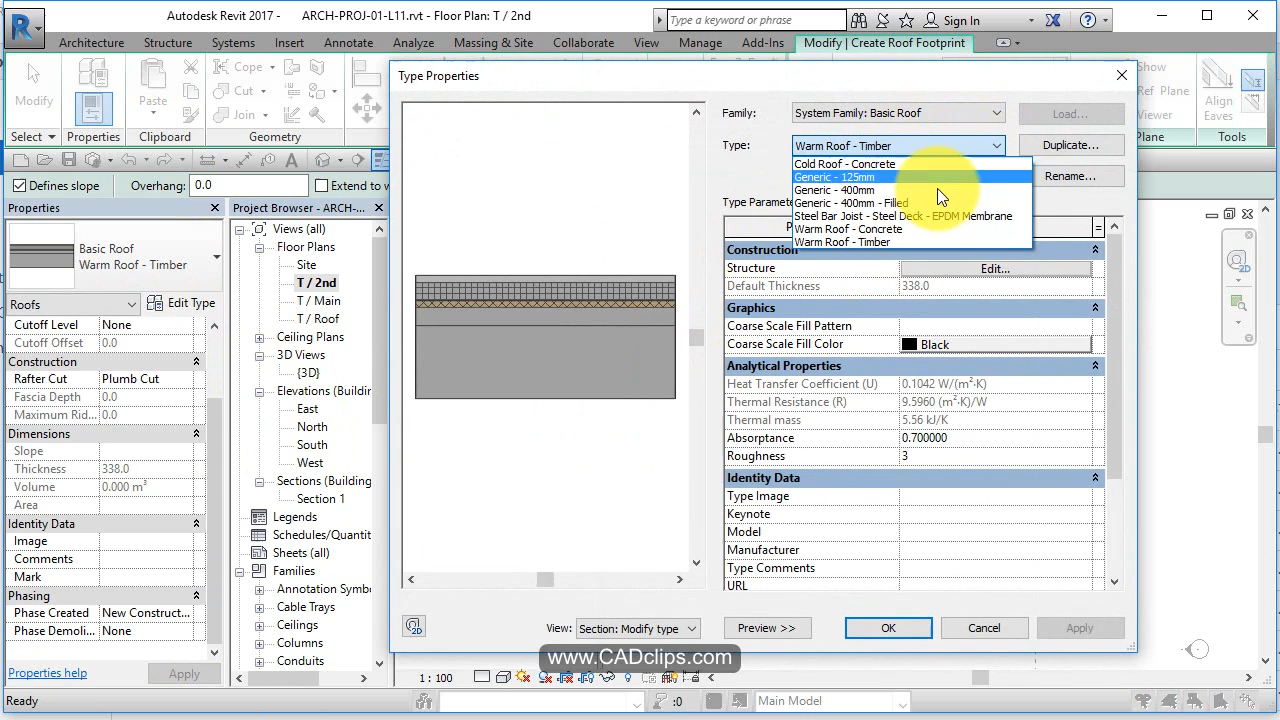 Autodesk Revit 2017 - ARCH-PROJ-01-L11.rvt - Floor Plan: T / 2nd
Type a keyword or phrase
Sign In
Architecture Structure Systems Insert Annotate Analyze Massing & Site Collaborate View Manage Add-Ins Modify | Create Roof Footprint
Modify
Paste
Cope
Cut
Join
Show
Ref Plane
Viewer
Align
Eaves
Select Properties Clipboard Geometry Plane Tools
Defines slope Overhang: 0.0 Extend to w
Properties
Basic Roof
Warm Roof - Timber
Roofs Edit Type
Cutoff Level None
Cutoff Offset 0.0
Construction
Rafter Cut Plumb Cut
Fascia Depth 0.0
Maximum Rid... 0.0
Dimensions
Slope
Thickness 338.0
Volume 0.000 m³
Area
Identity Data
Image
Comments
Mark
Phasing
Phase Created New Construct...
Phase Demoli... None
Properties help Apply
Project Browser - ARCH-...
Views (all)
Floor Plans
Site
T / 2nd
T / Main
T / Roof
Ceiling Plans
3D Views
{3D}
Elevations (Buildin
East
North
South
West
Sections (Building
Section 1
Legends
Schedules/Quantit
Sheets (all)
Families
Annotation Symbol
Cable Trays
Ceilings
Columns
Conduits
Type Properties
Family: System Family: Basic Roof Load...
Type: Warm Roof - Timber Duplicate...
Rename...
Cold Roof - Concrete
Generic - 125mm
Generic - 400mm
Generic - 400mm - Filled
Steel Bar Joist - Steel Deck - EPDM Membrane
Warm Roof - Concrete
Warm Roof - Timber
Type Paramete
P =
Construction
Structure Edit...
Default Thickness 338.0
Graphics
Coarse Scale Fill Pattern
Coarse Scale Fill Color Black
Analytical Properties
Heat Transfer Coefficient (U) 0.1042 W/(m²·K)
Thermal Resistance (R) 9.5960 (m²·K)/W
Thermal mass 5.56 kJ/K
Absorptance 0.700000
Roughness 3
Identity Data
Type Image
Keynote
Model
Manufacturer
Type Comments
URL
2D
View: Section: Modify type Preview >> OK Cancel Apply
2D
www.CADclips.com
1 : 100
Ready :0 Main Model